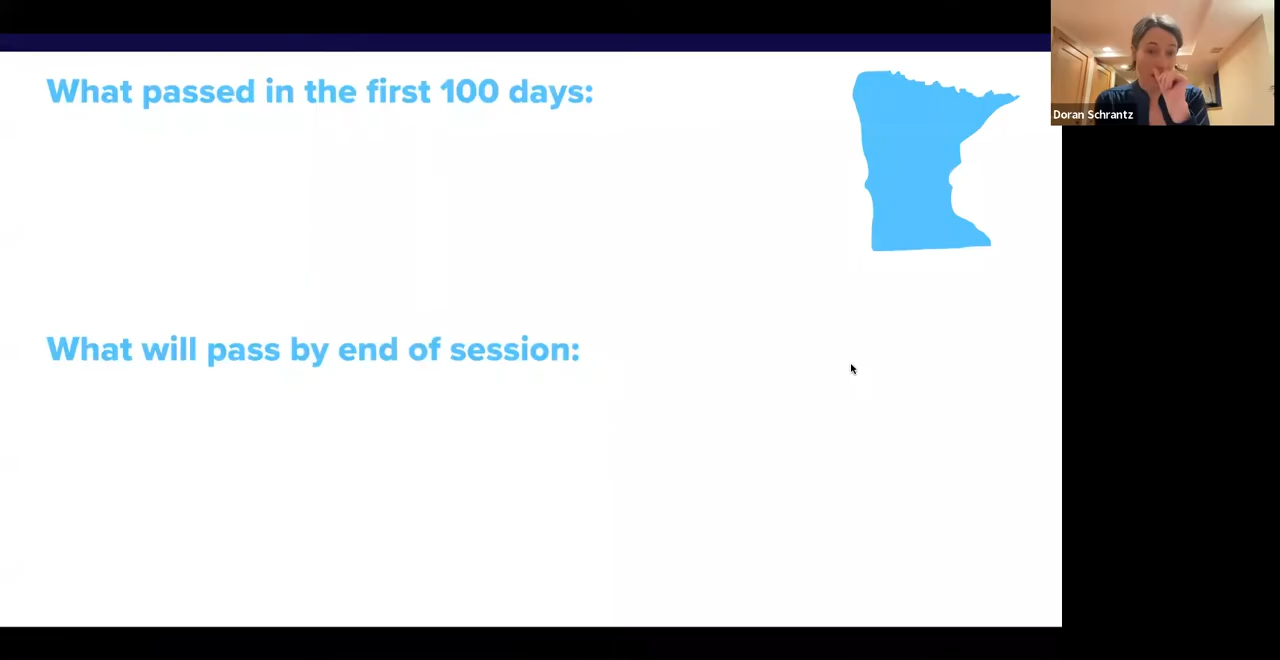 What passed in the first 100 days:
Doran Schrantz
What will pass by end of session: